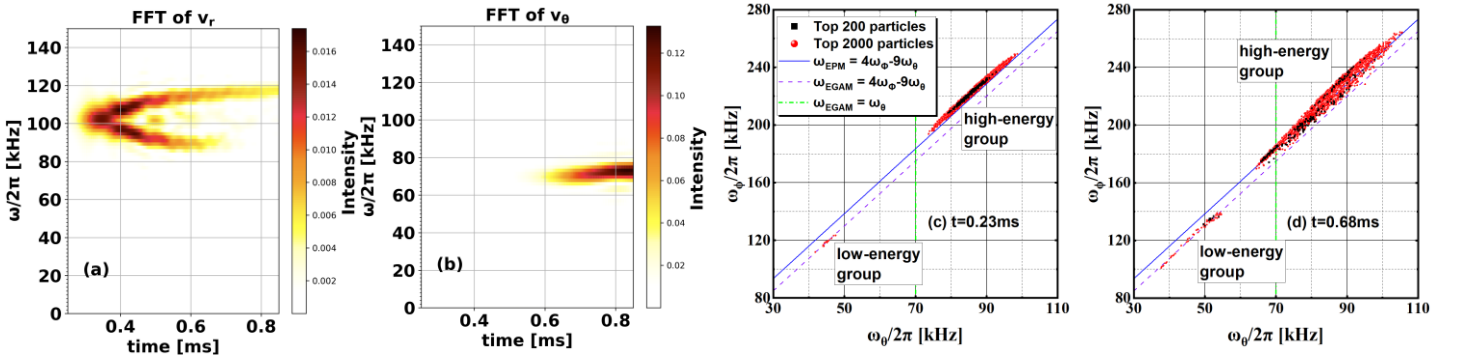 FFT of v_r
140
120
100
80
60
40
20
0
ω/2π [kHz]
(a)
0.4
0.6
0.8
time [ms]
0.016
0.014
0.012
0.010
0.008
0.006
0.004
0.002
Intensity
FFT of v_θ
140
120
100
80
60
40
20
0
ω/2π [kHz]
(b)
0.4
0.6
0.8
time [ms]
0.12
0.10
0.08
0.06
0.04
0.02
Intensity
280
240
200
160
120
80
ω_ϕ/2π [kHz]
Top 200 particles
Top 2000 particles
ω_EPM = 4ω_Φ-9ω_θ
ω_EGAM = 4ω_Φ-9ω_θ
ω_EGAM = ω_θ
high-energy
group
(c) t=0.23ms
low-energy
group
30
50
70
90
110
ω_θ/2π [kHz]
280
240
200
160
120
80
ω_ϕ/2π [kHz]
high-energy
group
(d) t=0.68ms
low-energy
group
30
50
70
90
110
ω_θ/2π [kHz]